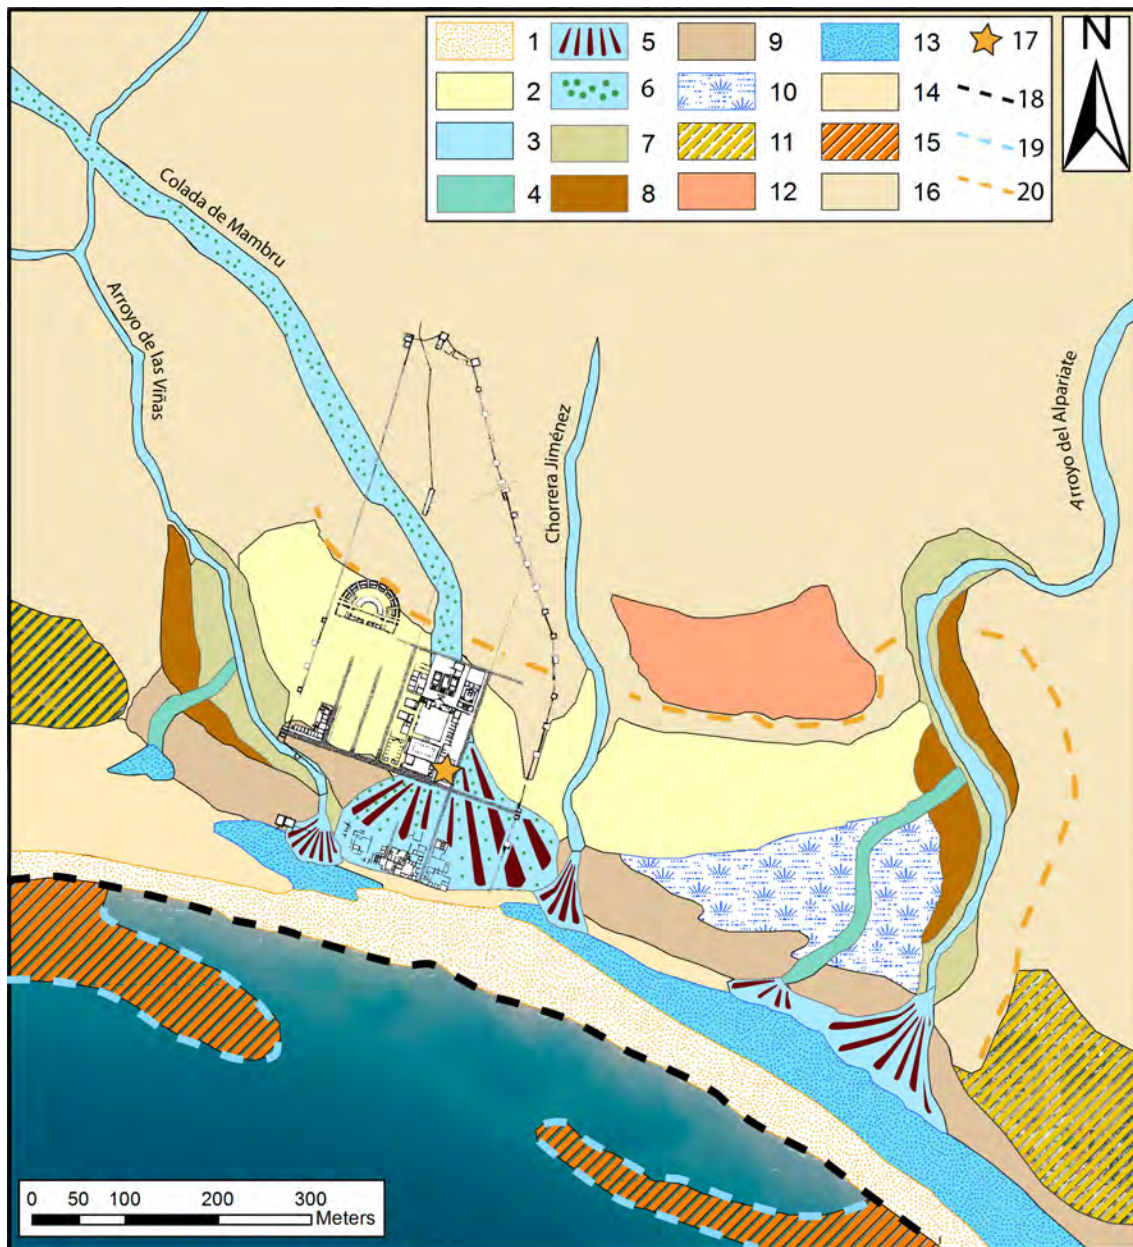 1 5 9 13 17
2 6 10 14 18
3 7 11 15 19
4 8 12 16 20
N
Colada de Mambru
Arroyo de las Viñas
Chorrera Jiménez
Arroyo del Alpariate
0 50 100 200 300
Meters